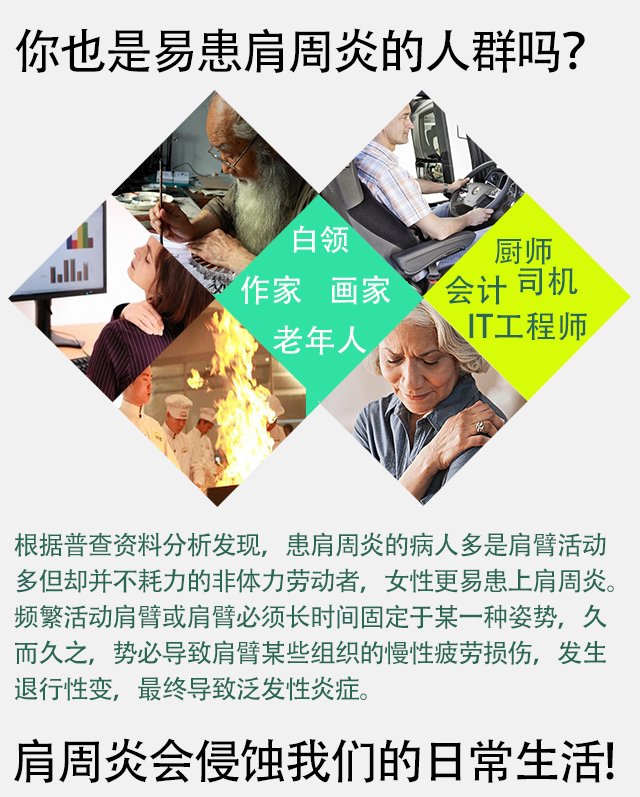 你也是易患肩周炎的人群吗?
白领
作家 画家
老年人
厨师
会计 司机
IT工程师
根据普查资料分析发现，患肩周炎的病人多是肩臂活动
多但却并不耗力的非体力劳动者，女性更易患上肩周炎。
频繁活动肩臂或肩臂必须长时间固定于某一种姿势，久
而久之，势必导致肩臂某些组织的慢性疲劳损伤，发生
退行性变，最终导致泛发性炎症。
肩周炎会侵蚀我们的日常生活!